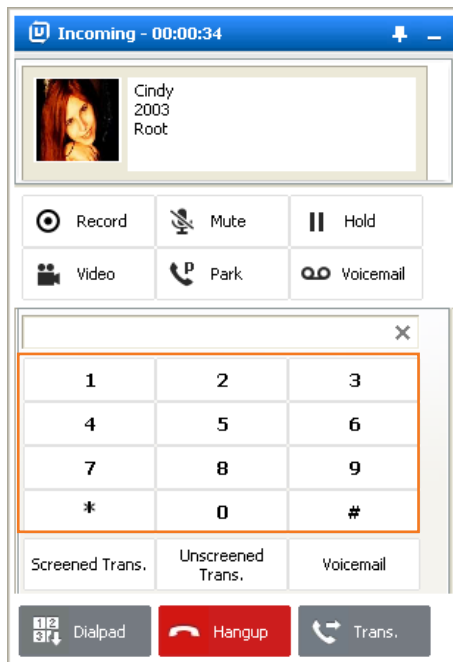 Incoming - 00:00:34
Cindy
2003
Root
Record Mute Hold
Video Park Voicemail
1 2 3
4 5 6
7 8 9
* 0 #
Screened Trans. Unscreened Trans. Voicemail
Dialpad Hangup Trans.